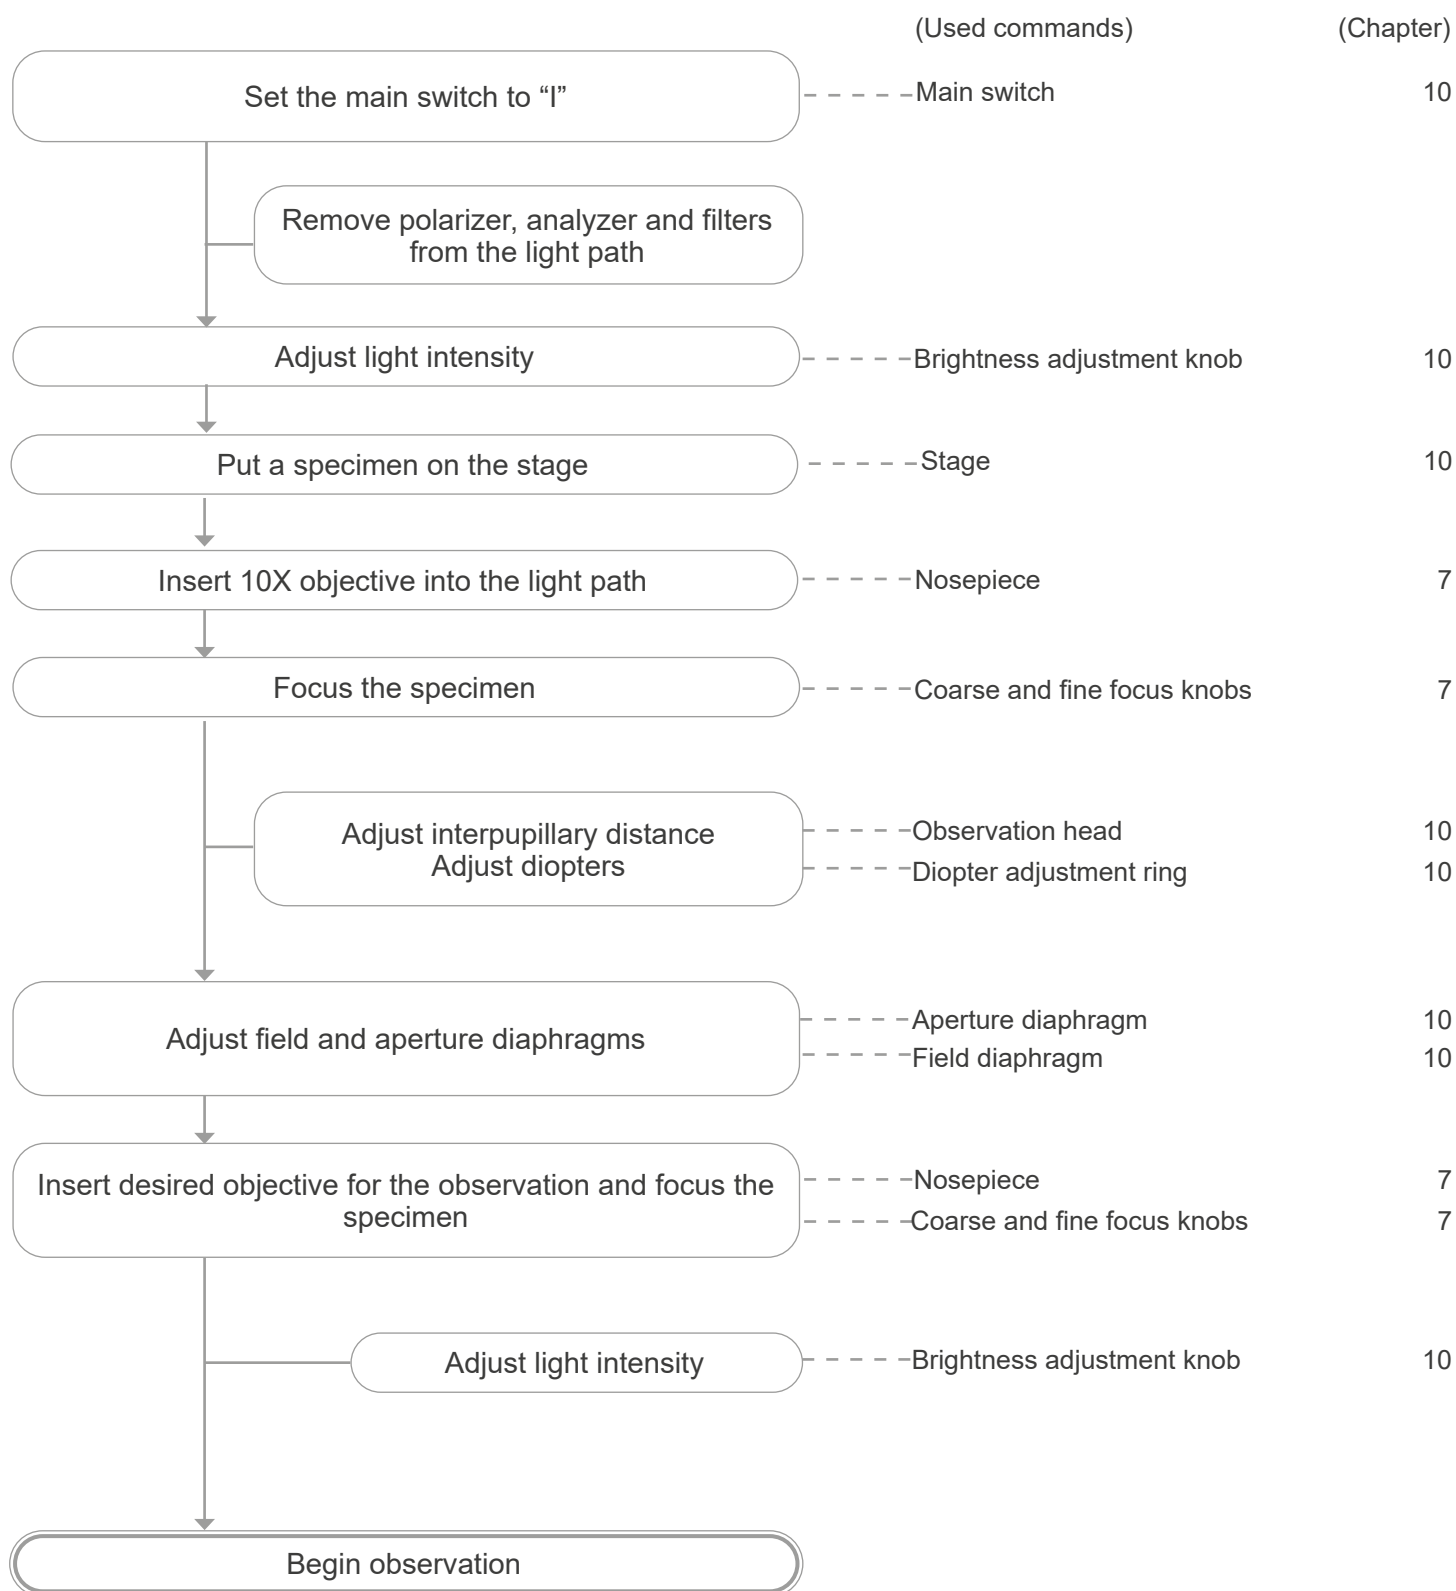 (Used commands) (Chapter)
Set the main switch to “I” Main switch 10
Remove polarizer, analyzer and filters
from the light path
Adjust light intensity Brightness adjustment knob 10
Put a specimen on the stage Stage 10
Insert 10X objective into the light path Nosepiece 7
Focus the specimen Coarse and fine focus knobs 7
Adjust interpupillary distance Observation head 10
Adjust diopters Diopter adjustment ring 10
Adjust field and aperture diaphragms Aperture diaphragm 10
Field diaphragm 10
Insert desired objective for the observation and focus the Nosepiece 7
specimen Coarse and fine focus knobs 7
Adjust light intensity Brightness adjustment knob 10
Begin observation